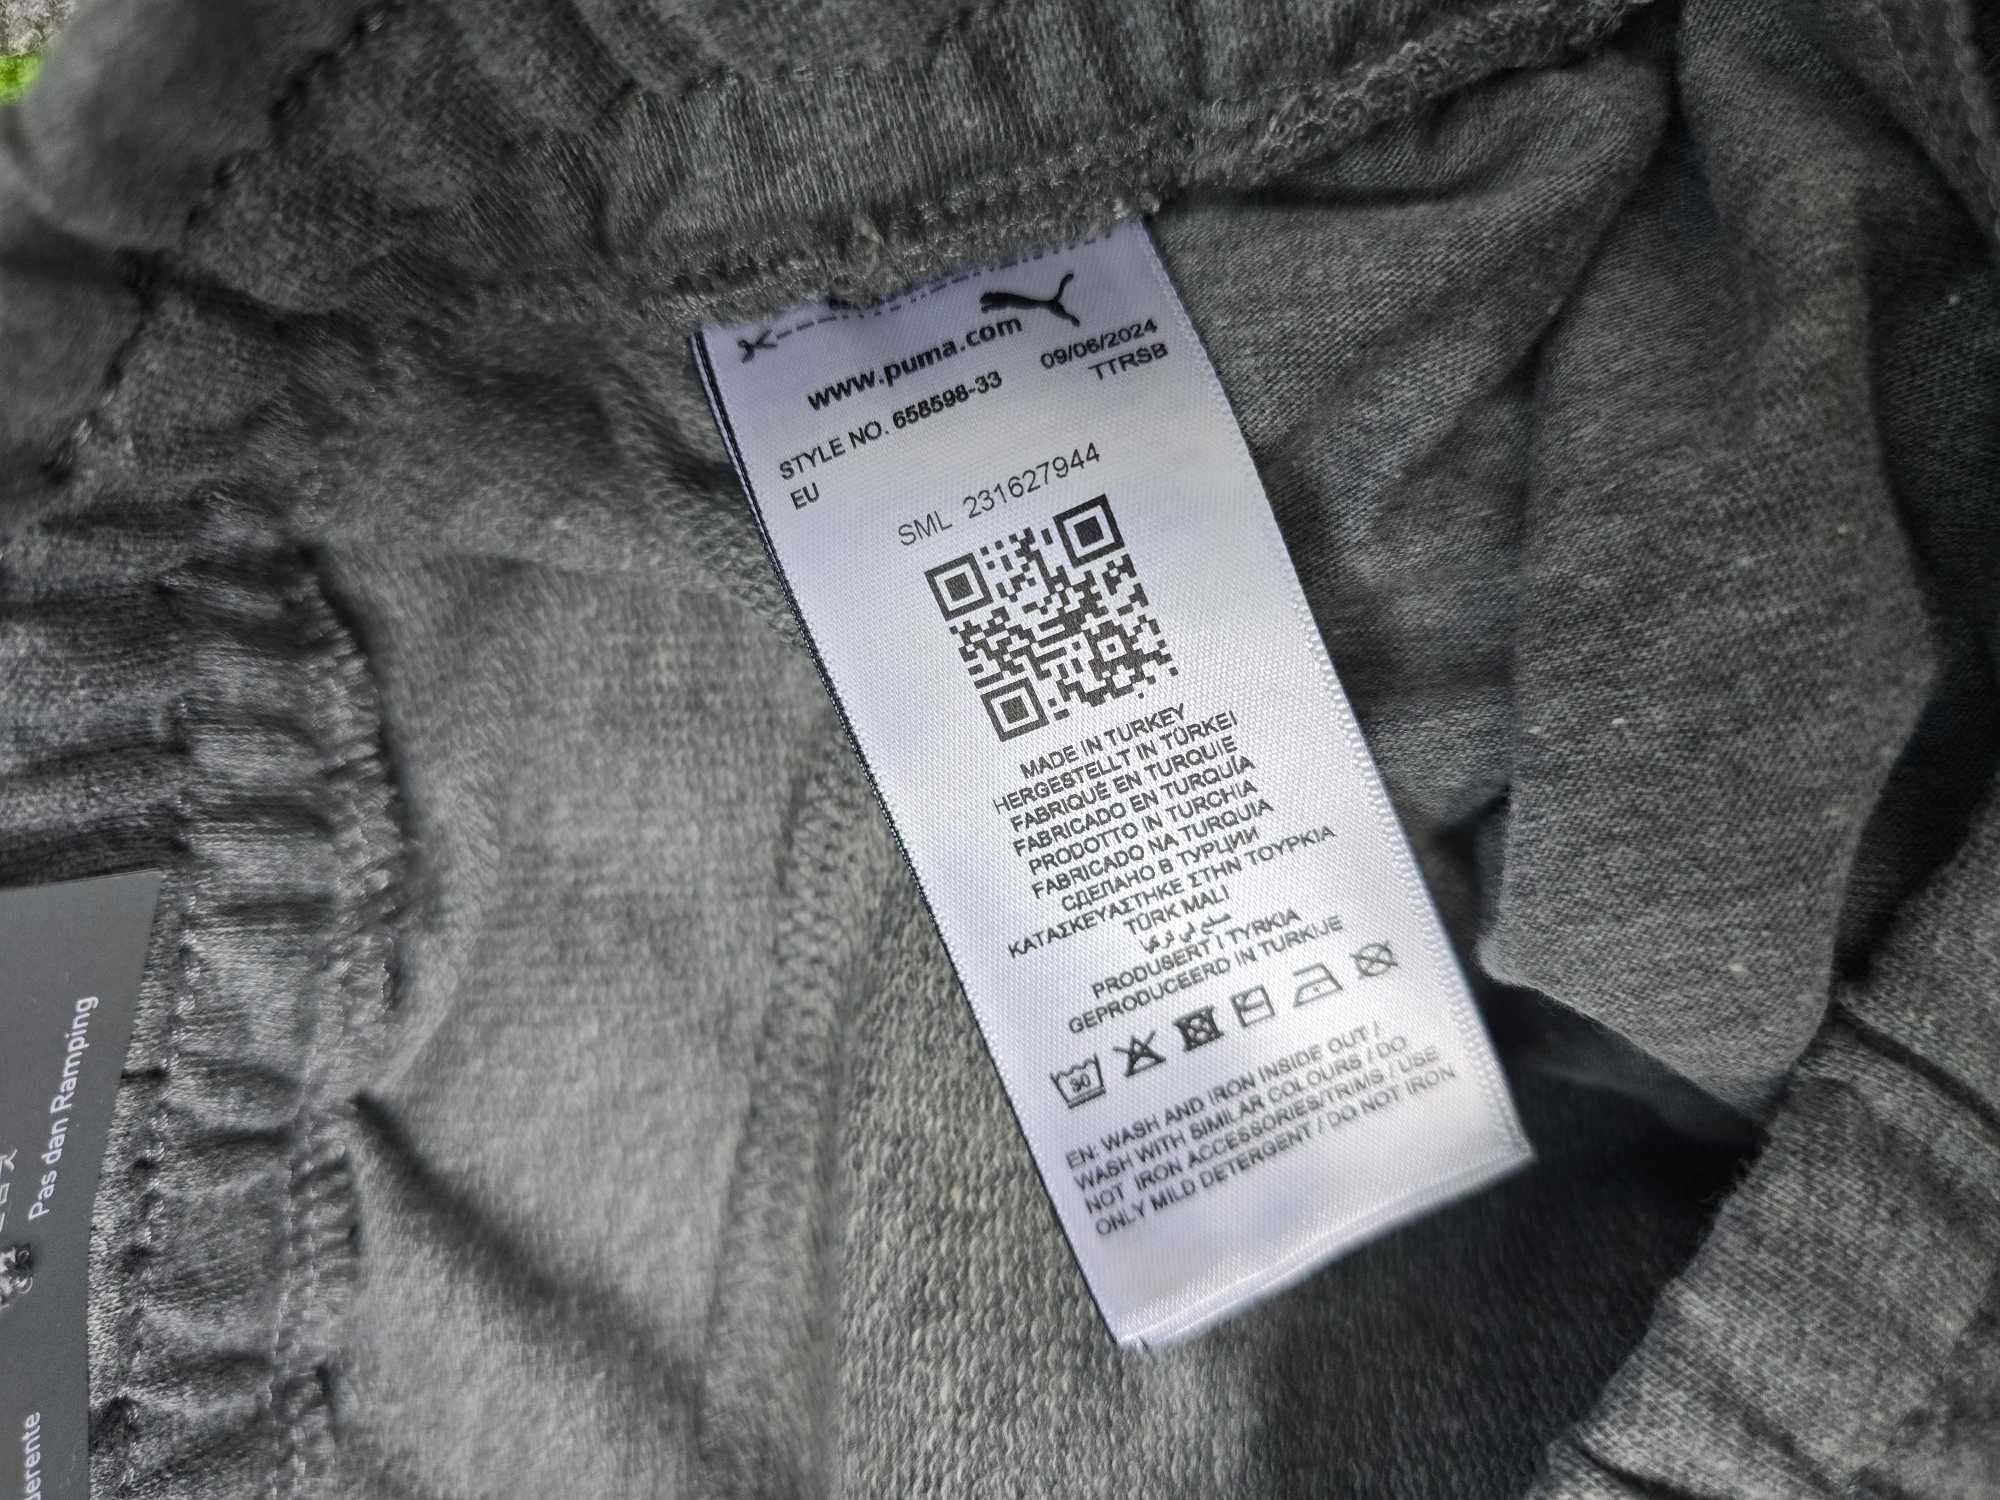 www.puma.com
09/06/2024
TTRSB
STYLE NO. 658598-33
EU
SML 231627944
MADE IN TURKEY
HERGESTELLT IN TÜRKEI
FABRIQUÉ EN TURQUIE
FABRICADO EN TURQUÍA
PRODOTTO IN TURCHIA
FABRICADO NA TURQUIA
СДЕЛАНО В ТУРЦИИ
ΚΑΤΑΣΚΕΥΑΣΤΗΚΕ ΣΤΗΝ ΤΟΥΡΚΙΑ
TÜRK MALI
PRODUSERT I TYRKIA
GEPRODUCEERD IN TURKIJE
30
EN: WASH AND IRON INSIDE OUT /
WASH WITH SIMILAR COLOURS / DO
NOT IRON ACCESSORIES/TRIMS / USE
ONLY MILD DETERGENT / DO NOT IRON
Pas dan Ramping